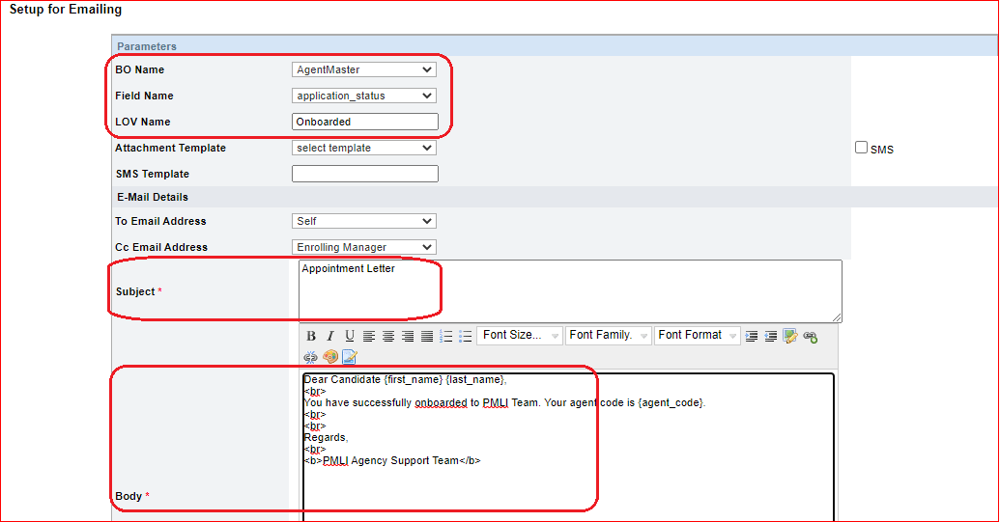 Setup for Emailing
Parameters
BO Name AgentMaster
Field Name application_status
LOV Name Onboarded
Attachment Template select template SMS
SMS Template
E-Mail Details
To Email Address Self
Cc Email Address Enrolling Manager
Subject * Appointment Letter
B I U Font Size... Font Family. Font Format
Dear Candidate {first_name} {last_name},
<br>
You have successfully onboarded to PMLI Team. Your agent code is {agent_code}.
<br>
<br>
Regards,
<br>
<b>PMLI Agency Support Team</b>
Body *